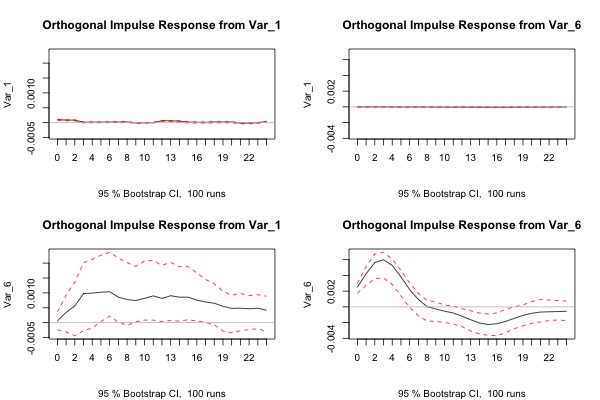 Orthogonal Impulse Response from Var_1
Var_1
-0.0005 0.0010
0 2 4 6 8 10 13 16 19 22
95 % Bootstrap CI, 100 runs
Orthogonal Impulse Response from Var_6
Var_1
-0.004 0.002
0 2 4 6 8 10 13 16 19 22
95 % Bootstrap CI, 100 runs
Orthogonal Impulse Response from Var_1
Var_6
-0.0005 0.0010
0 2 4 6 8 10 13 16 19 22
95 % Bootstrap CI, 100 runs
Orthogonal Impulse Response from Var_6
Var_6
-0.004 0.002
0 2 4 6 8 10 13 16 19 22
95 % Bootstrap CI, 100 runs